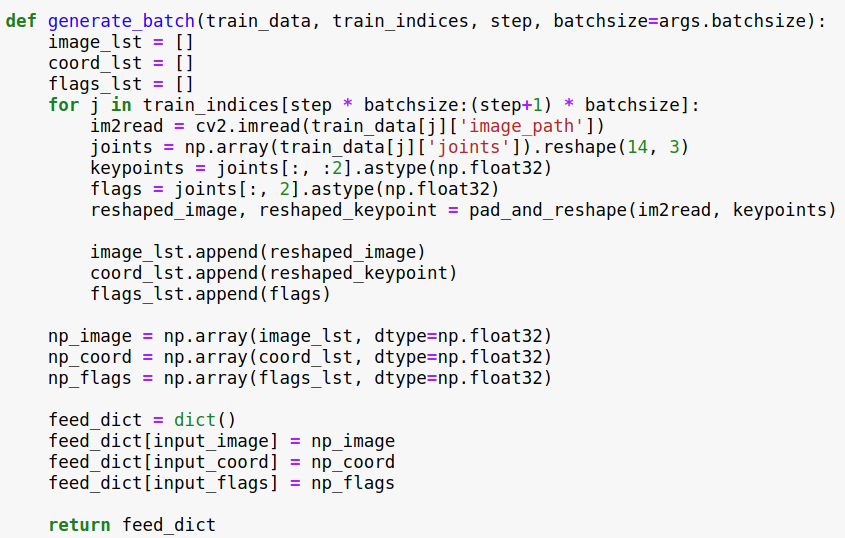 def generate_batch(train_data, train_indices, step, batchsize=args.batchsize):
    image_lst = []
    coord_lst = []
    flags_lst = []
    for j in train_indices[step * batchsize:(step+1) * batchsize]:
        im2read = cv2.imread(train_data[j]['image_path'])
        joints = np.array(train_data[j]['joints']).reshape(14, 3)
        keypoints = joints[:, :2].astype(np.float32)
        flags = joints[:, 2].astype(np.float32)
        reshaped_image, reshaped_keypoint = pad_and_reshape(im2read, keypoints)

        image_lst.append(reshaped_image)
        coord_lst.append(reshaped_keypoint)
        flags_lst.append(flags)

    np_image = np.array(image_lst, dtype=np.float32)
    np_coord = np.array(coord_lst, dtype=np.float32)
    np_flags = np.array(flags_lst, dtype=np.float32)

    feed_dict = dict()
    feed_dict[input_image] = np_image
    feed_dict[input_coord] = np_coord
    feed_dict[input_flags] = np_flags

    return feed_dict